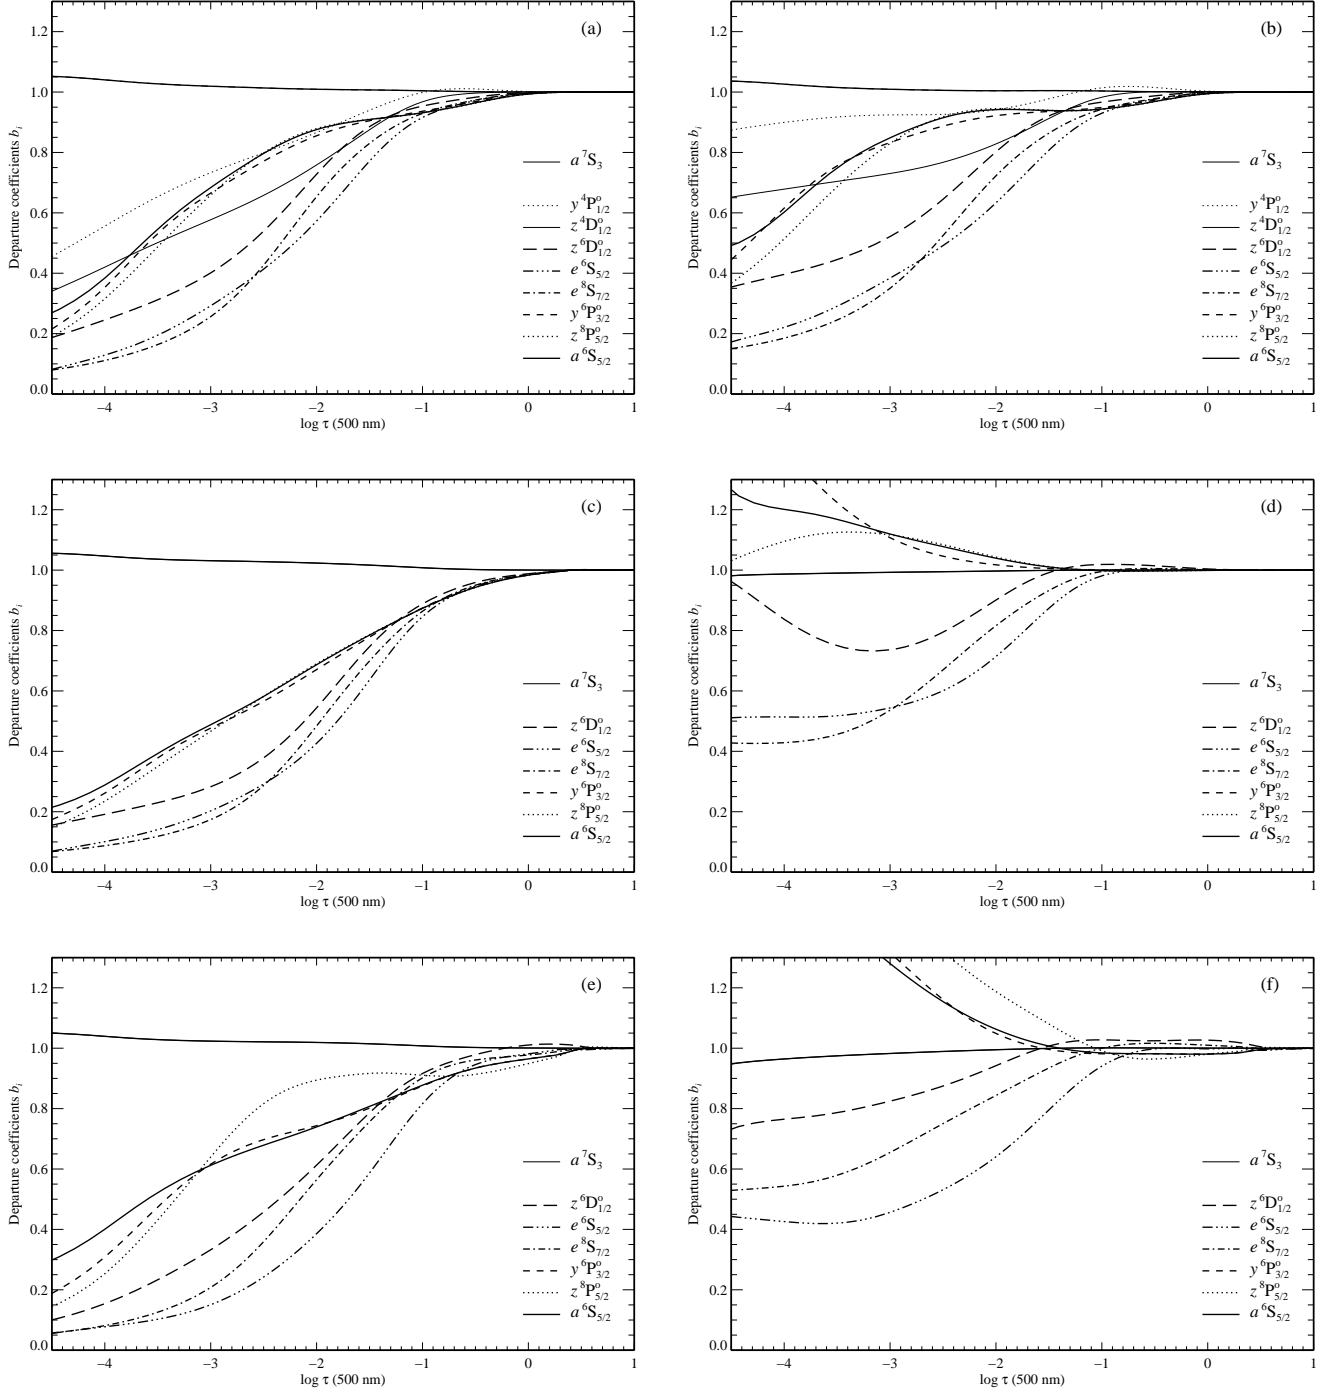 (a)
1.2
1.0
0.8
0.6
0.4
0.2
0.0
Departure coefficients b_i
a ⁷S₃
y ⁴P°₁/₂
z ⁴D°₁/₂
z ⁶D°₁/₂
e ⁶S₅/₂
e ⁸S₇/₂
y ⁶P°₃/₂
z ⁸P°₅/₂
a ⁶S₅/₂
−4 −3 −2 −1 0 1
log τ (500 nm)
(b)
1.2
1.0
0.8
0.6
0.4
0.2
0.0
Departure coefficients b_i
a ⁷S₃
y ⁴P°₁/₂
z ⁴D°₁/₂
z ⁶D°₁/₂
e ⁶S₅/₂
e ⁸S₇/₂
y ⁶P°₃/₂
z ⁸P°₅/₂
a ⁶S₅/₂
−4 −3 −2 −1 0 1
log τ (500 nm)
(c)
1.2
1.0
0.8
0.6
0.4
0.2
0.0
Departure coefficients b_i
a ⁷S₃
z ⁶D°₁/₂
e ⁶S₅/₂
e ⁸S₇/₂
y ⁶P°₃/₂
z ⁸P°₅/₂
a ⁶S₅/₂
−4 −3 −2 −1 0 1
log τ (500 nm)
(d)
1.2
1.0
0.8
0.6
0.4
0.2
0.0
Departure coefficients b_i
a ⁷S₃
z ⁶D°₁/₂
e ⁶S₅/₂
e ⁸S₇/₂
y ⁶P°₃/₂
z ⁸P°₅/₂
a ⁶S₅/₂
−4 −3 −2 −1 0 1
log τ (500 nm)
(e)
1.2
1.0
0.8
0.6
0.4
0.2
0.0
Departure coefficients b_i
a ⁷S₃
z ⁶D°₁/₂
e ⁶S₅/₂
e ⁸S₇/₂
y ⁶P°₃/₂
z ⁸P°₅/₂
a ⁶S₅/₂
−4 −3 −2 −1 0 1
log τ (500 nm)
(f)
1.2
1.0
0.8
0.6
0.4
0.2
0.0
Departure coefficients b_i
a ⁷S₃
z ⁶D°₁/₂
e ⁶S₅/₂
e ⁸S₇/₂
y ⁶P°₃/₂
z ⁸P°₅/₂
a ⁶S₅/₂
−4 −3 −2 −1 0 1
log τ (500 nm)